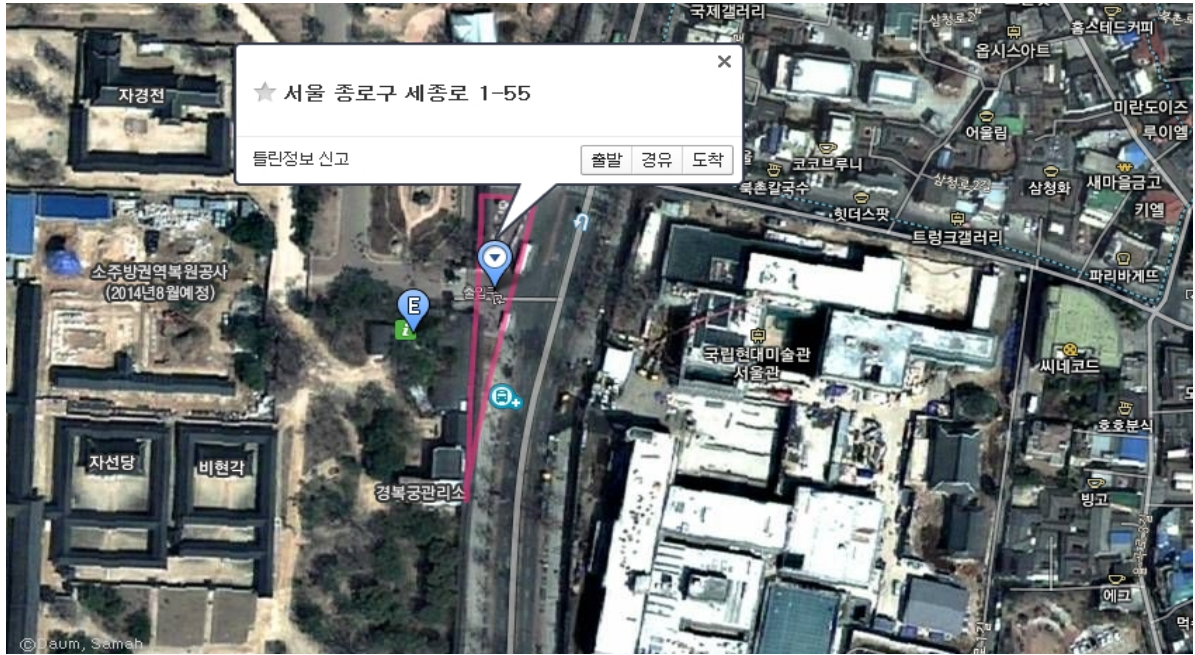 국제갤러리
홈스테드커피
옵시스아트
자경전
서울 종로구 세종로 1-55
틀린정보 신고
출발 경유 도착
미란도이즈
루이엘
어울림
코코브루니
북촌칼국수
삼청로2길
삼청화
새마을금고
키엘
힛더스팟
트렁크갤러리
파리바게뜨
소주방권역복원공사
(2014년8월예정)
E
국립현대미술관
서울관
씨네코드
호호분식
자선당
비현각
경복궁관리소
빙고
에그
©Daum, Samah